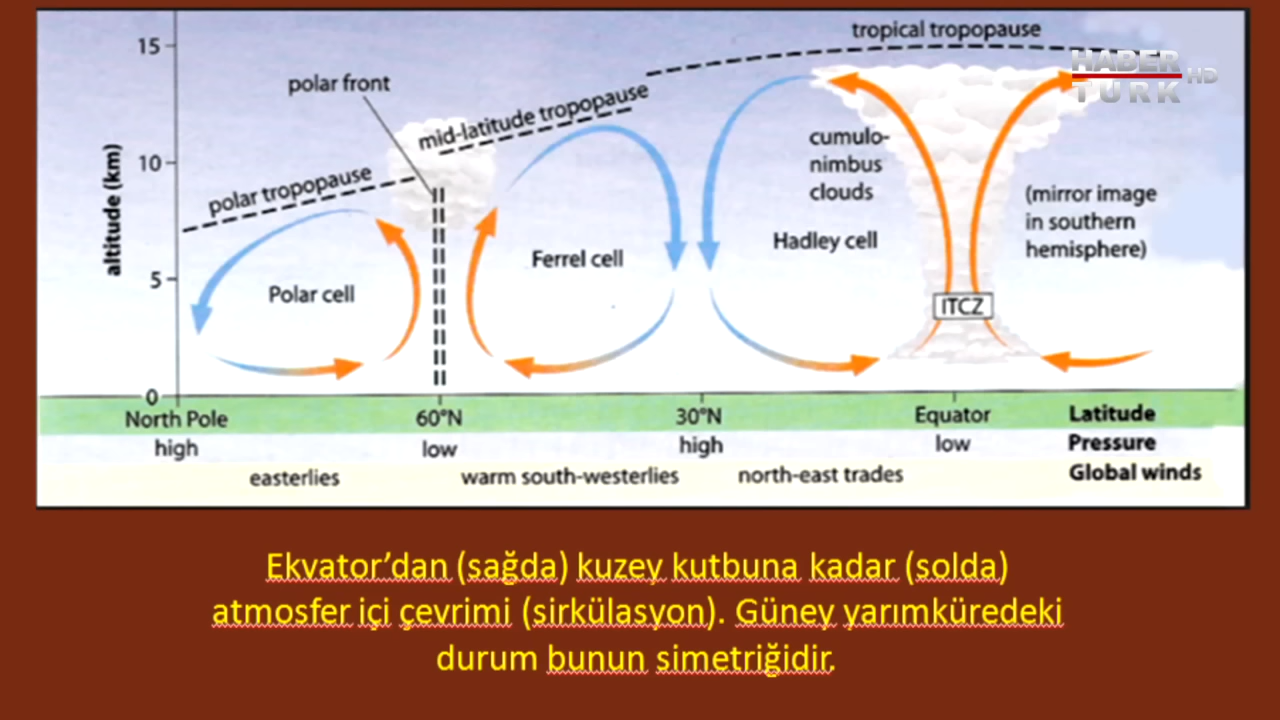 tropical tropopause
15
HABER
TÜRK HD
polar front
mid-latitude tropopause
cumulo-
nimbus
clouds
10
polar tropopause
(mirror image
in southern
hemisphere)
altitude (km)
Hadley cell
Ferrel cell
5
Polar cell
ITCZ
0
North Pole 60°N 30°N Equator Latitude
high low high low Pressure
easterlies warm south-westerlies north-east trades Global winds
Ekvator’dan (sağda) kuzey kutbuna kadar (solda)
atmosfer içi çevrimi (sirkülasyon). Güney yarımküredeki
durum bunun simetriğidir.